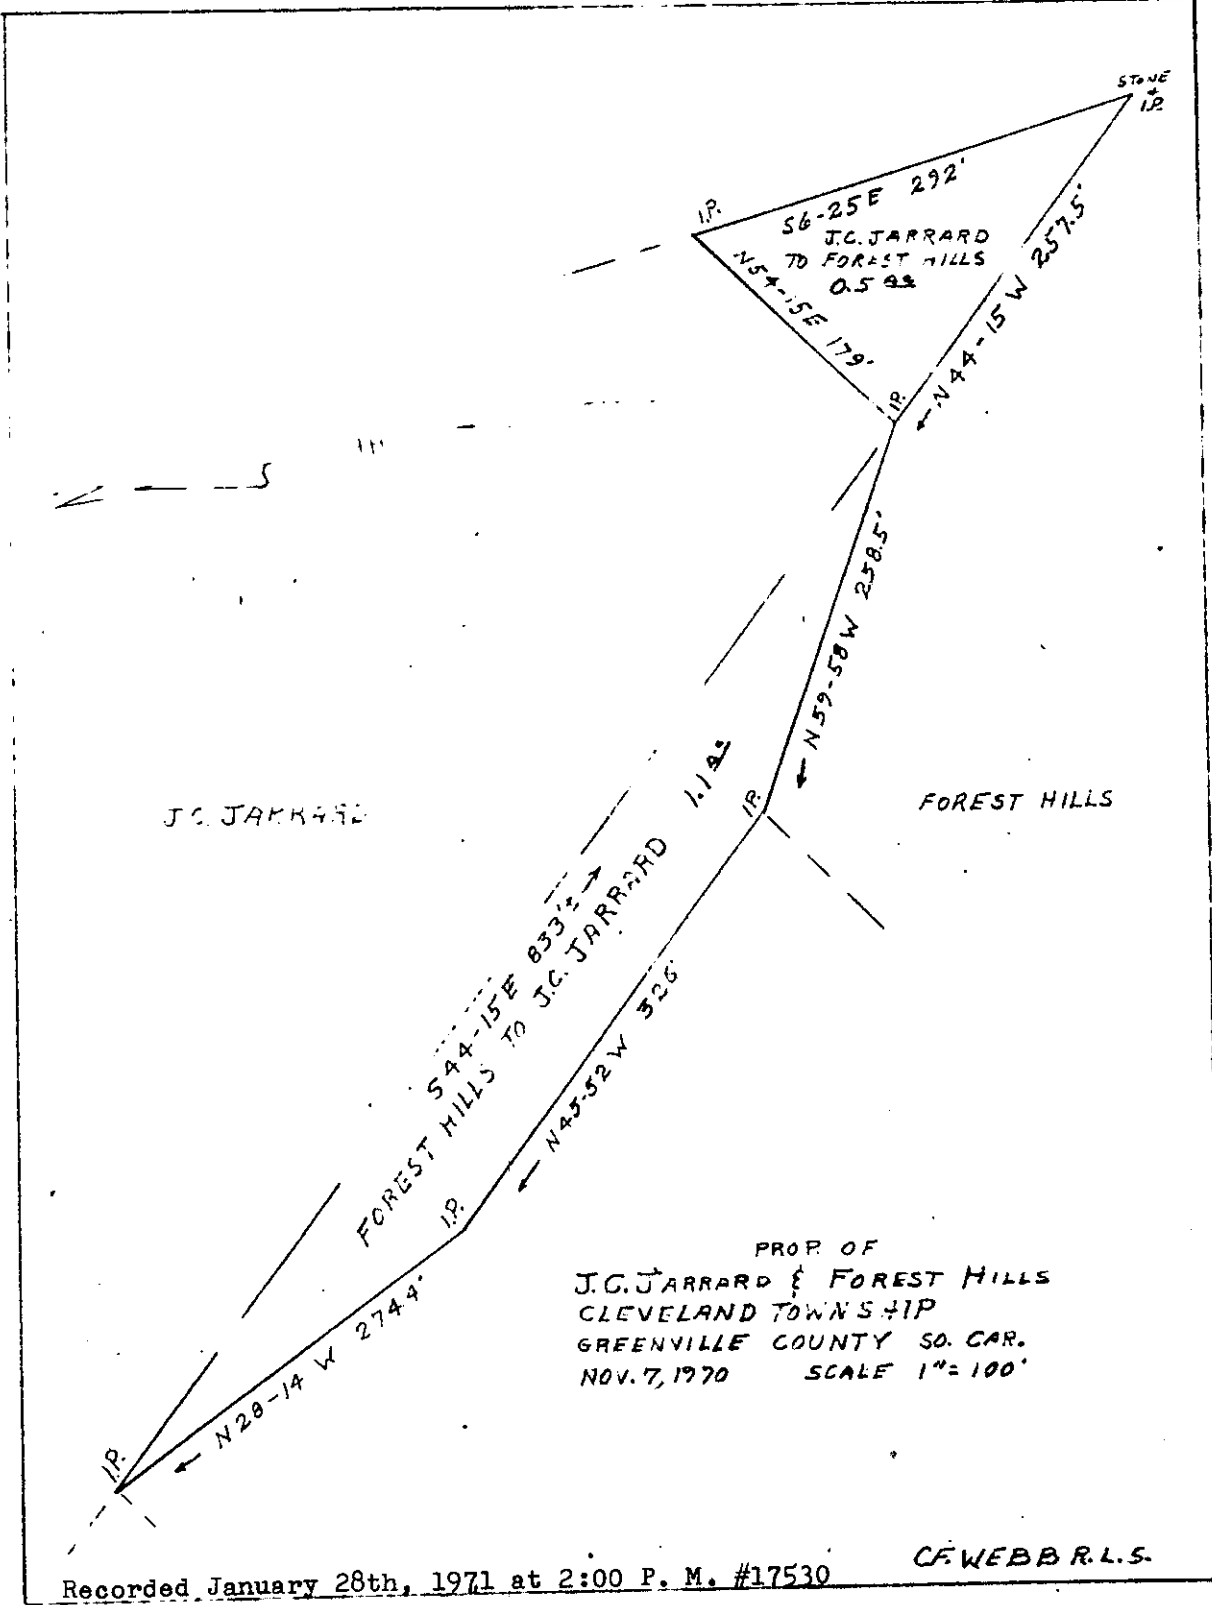 STONE
+
I.P.
I.P.
S6-25E 292'
J.C. JARRARD
TO FOREST HILLS
0.5 ac
N54-15E 179'
N44-15 W 257.5'
I.P.
N59-58W 258.5'
J.C. JARRARD
FOREST HILLS
I.P.
S44-15E 833'±
FOREST HILLS TO J.C. JARRARD 1.1 ac
N45-52W 326'
I.P.
N28-14 W 274.4'
I.P.
PROP. OF
J.C. JARRARD & FOREST HILLS
CLEVELAND TOWNSHIP
GREENVILLE COUNTY SO. CAR.
NOV. 7, 1970 SCALE 1"=100'
C.F. WEBB R.L.S.
Recorded January 28th, 1971 at 2:00 P. M. #17530